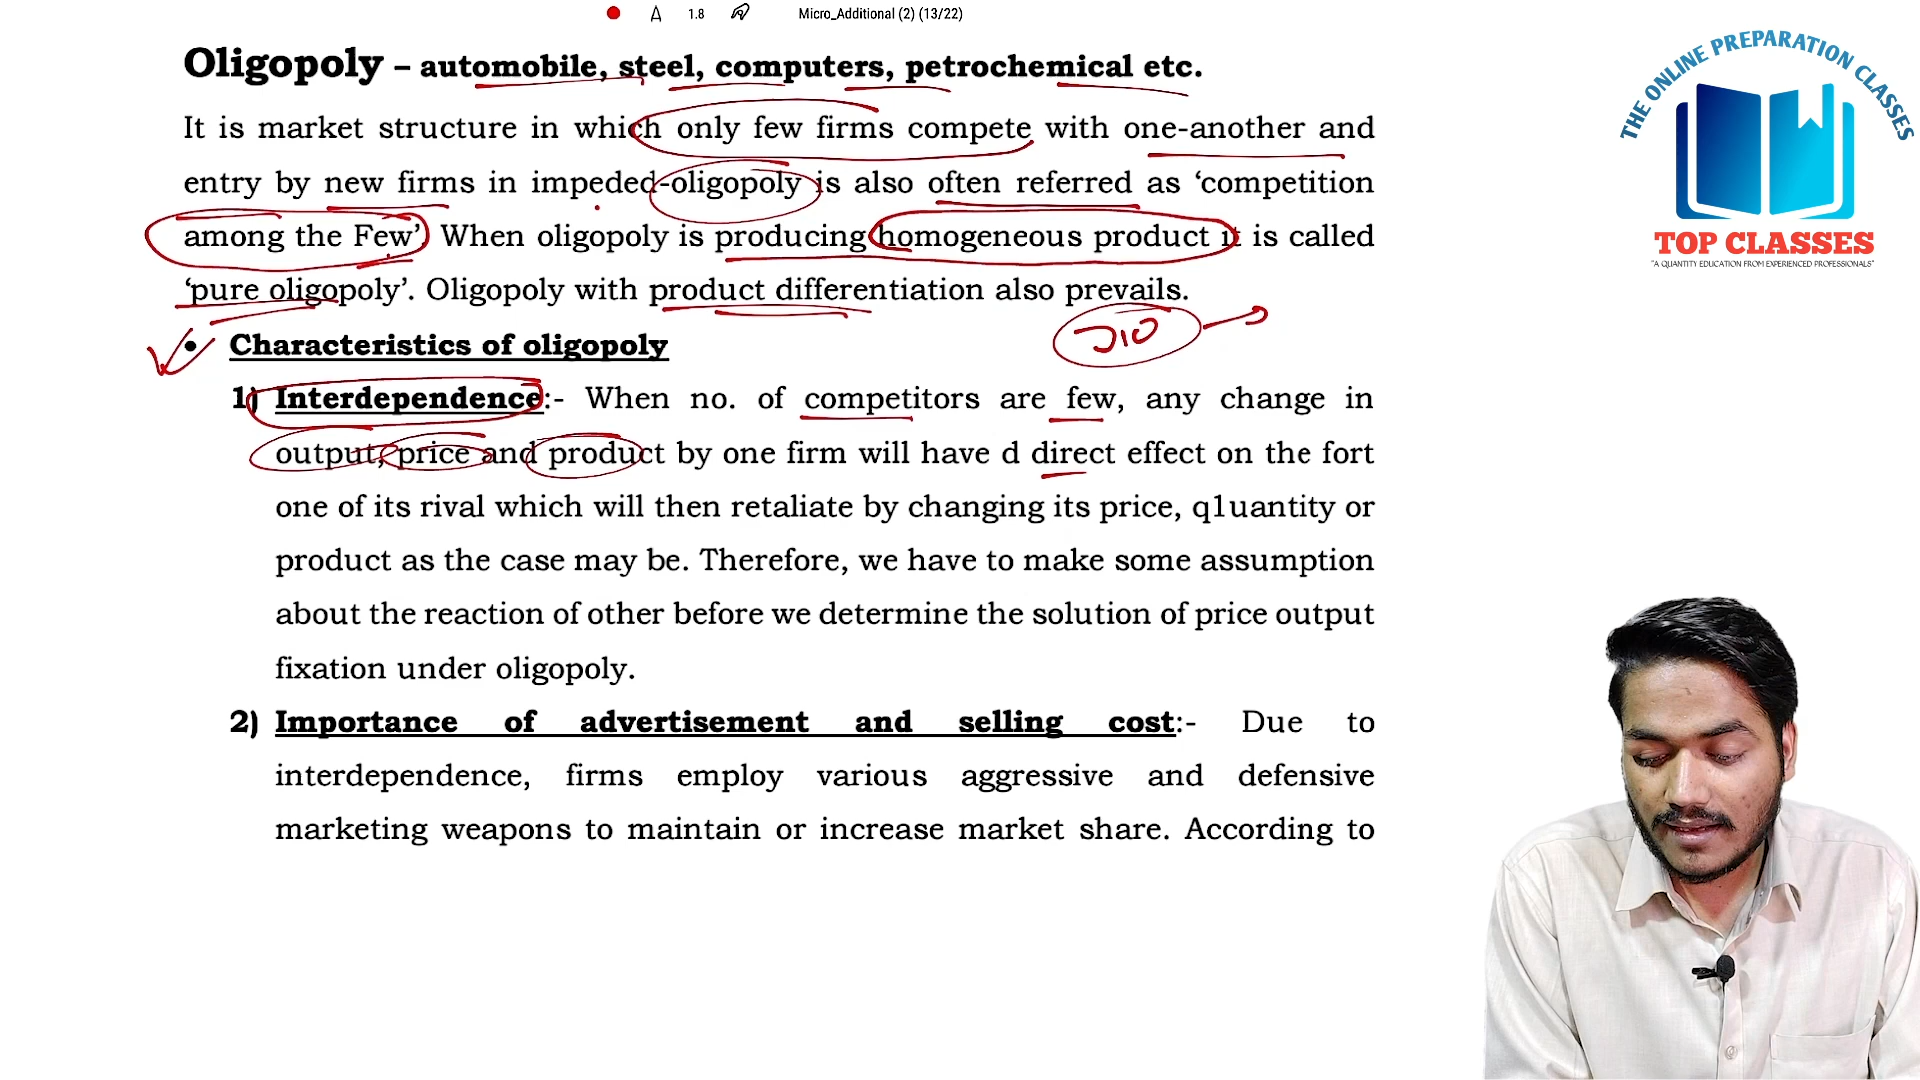 Micro_Additional (2) (13/22)
1.8
Oligopoly – automobile, steel, computers, petrochemical etc.
It is market structure in which only few firms compete with one-another and
entry by new firms in impeded-oligopoly is also often referred as ‘competition
among the Few’. When oligopoly is producing homogeneous product it is called
‘pure oligopoly’. Oligopoly with product differentiation also prevails.
JIO
• Characteristics of oligopoly
1) Interdependence:- When no. of competitors are few, any change in
output, price and product by one firm will have d direct effect on the fort
one of its rival which will then retaliate by changing its price, q1uantity or
product as the case may be. Therefore, we have to make some assumption
about the reaction of other before we determine the solution of price output
fixation under oligopoly.
2) Importance of advertisement and selling cost:- Due to
interdependence, firms employ various aggressive and defensive
marketing weapons to maintain or increase market share. According to
THE ONLINE PREPARATION CLASSES
TOP CLASSES
"A QUANTITY EDUCATION FROM EXPERIENCED PROFESSIONALS"